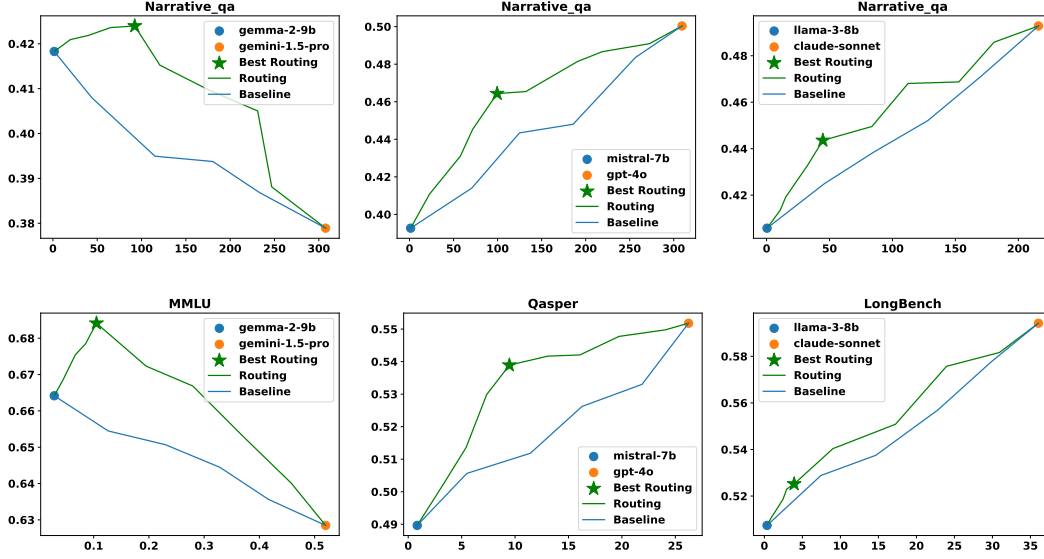 Narrative_qa
0.42
0.41
0.40
0.39
0.38
gemma-2-9b
gemini-1.5-pro
Best Routing
Routing
Baseline
0 50 100 150 200 250 300
Narrative_qa
0.50
0.48
0.46
0.44
0.42
0.40
mistral-7b
gpt-4o
Best Routing
Routing
Baseline
0 50 100 150 200 250 300
Narrative_qa
0.48
0.46
0.44
0.42
llama-3-8b
claude-sonnet
Best Routing
Routing
Baseline
0 50 100 150 200
MMLU
0.68
0.67
0.66
0.65
0.64
0.63
gemma-2-9b
gemini-1.5-pro
Best Routing
Routing
Baseline
0.1 0.2 0.3 0.4 0.5
Qasper
0.55
0.54
0.53
0.52
0.51
0.50
0.49
mistral-7b
gpt-4o
Best Routing
Routing
Baseline
0 5 10 15 20 25
LongBench
0.58
0.56
0.54
0.52
llama-3-8b
claude-sonnet
Best Routing
Routing
Baseline
0 5 10 15 20 25 30 35